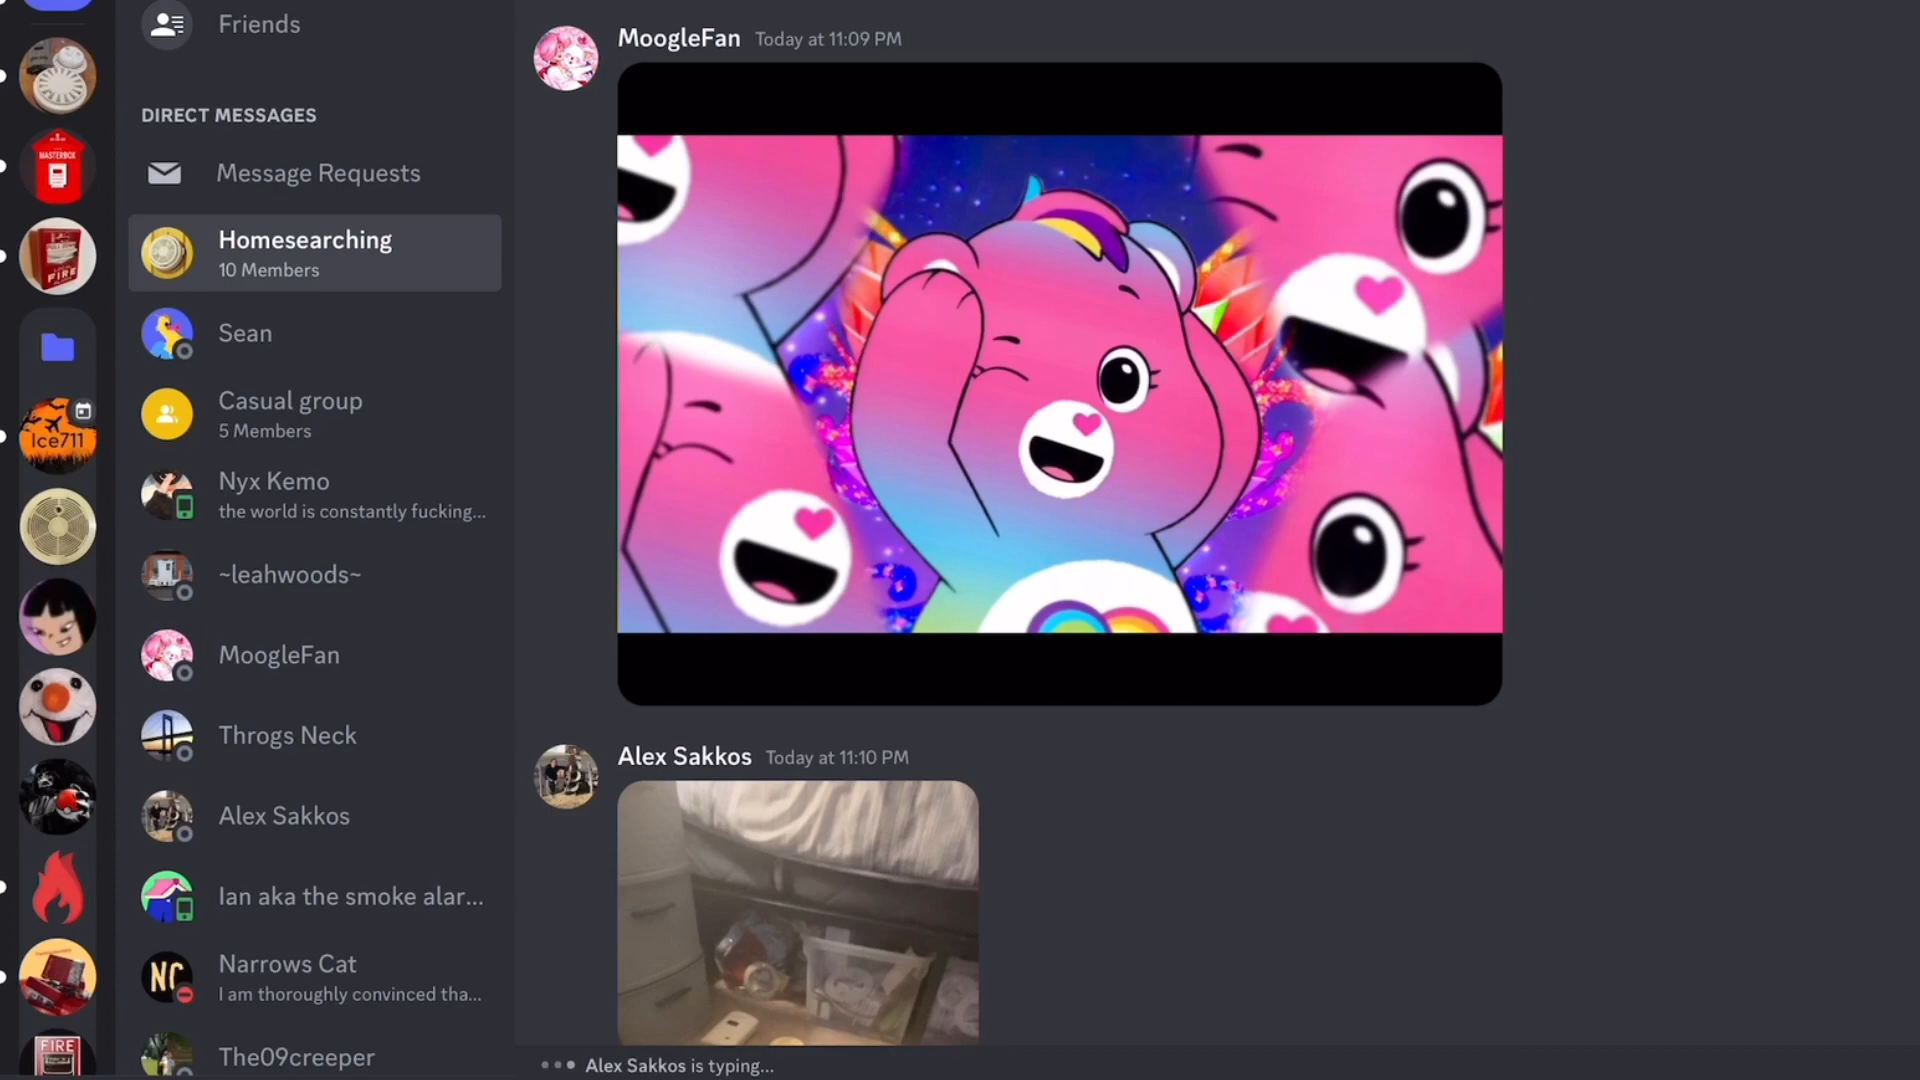 Friends
DIRECT MESSAGES
Message Requests
Homesearching
10 Members
Sean
Casual group
5 Members
Nyx Kemo
the world is constantly fucking...
~leahwoods~
MoogleFan
Throgs Neck
Alex Sakkos
Ian aka the smoke alar...
Narrows Cat
I am thoroughly convinced tha...
The09creeper
MASTERBOX
FIRE
Ice711
NC
FIRE
MoogleFan Today at 11:09 PM
Alex Sakkos Today at 11:10 PM
Alex Sakkos is typing...